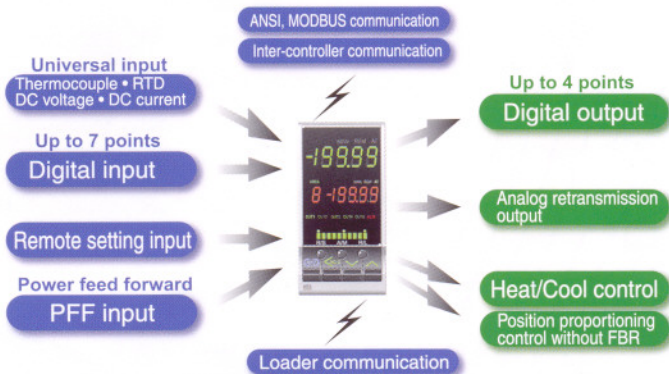 ANSI, MODBUS communication
Inter-controller communication
Universal input
Thermocouple • RTD
DC voltage • DC current
Up to 7 points
Digital input
Remote setting input
Power feed forward
PFF input
-199.99
8 -199.99
Loader communication
Up to 4 points
Digital output
Analog retransmission
output
Heat/Cool control
Position proportioning
control without FBR